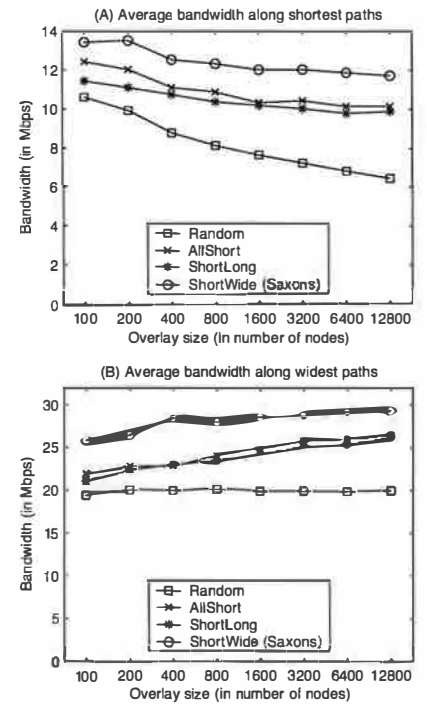 (A) Average bandwidth along shortest paths
14
12
10
8
6
4
2
0
Bandwidth (in Mbps)
Random
AllShort
ShortLong
ShortWide (Saxons)
100 200 400 800 1600 3200 6400 12800
Overlay size (in number of nodes)
(B) Average bandwidth along widest paths
30
25
20
15
10
5
0
Bandwidth (in Mbps)
Random
AllShort
ShortLong
ShortWide (Saxons)
100 200 400 800 1600 3200 6400 12800
Overlay size (in number of nodes)